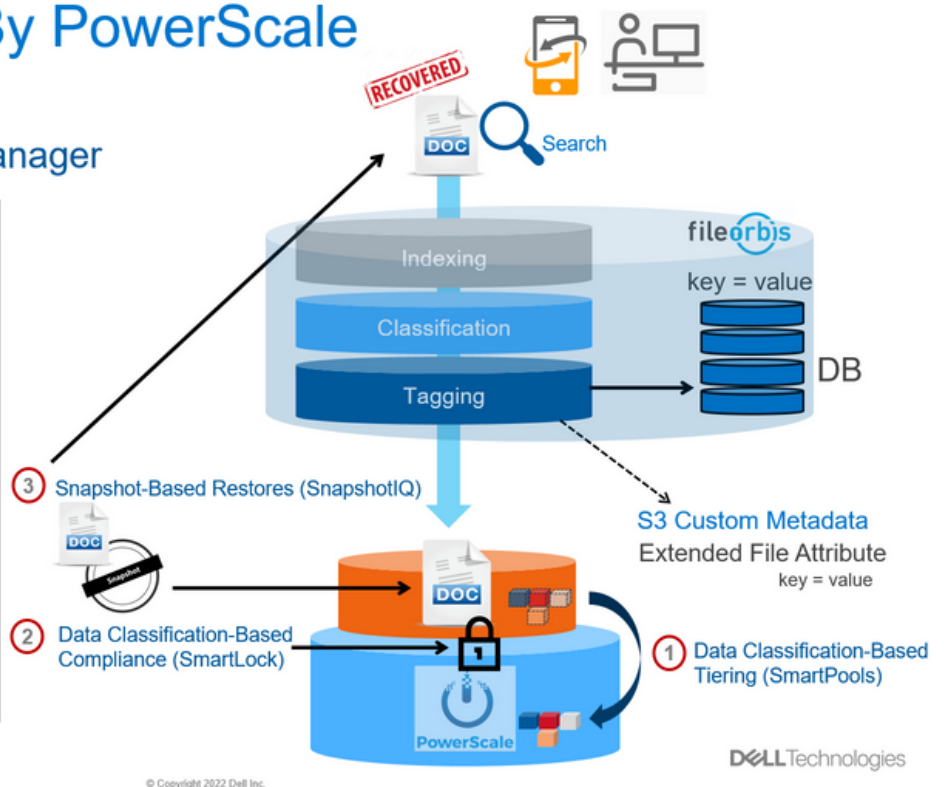 By PowerScale
anager
RECOVERED
DOC
Search
fileorbis
Indexing
key = value
Classification
DB
Tagging
3 Snapshot-Based Restores (SnapshotIQ)
DOC
Snapshot
S3 Custom Metadata
Extended File Attribute
key = value
DOC
2 Data Classification-Based
Compliance (SmartLock)
1
1 Data Classification-Based
Tiering (SmartPools)
PowerScale
DELL Technologies
© Copyright 2022 Dell Inc.